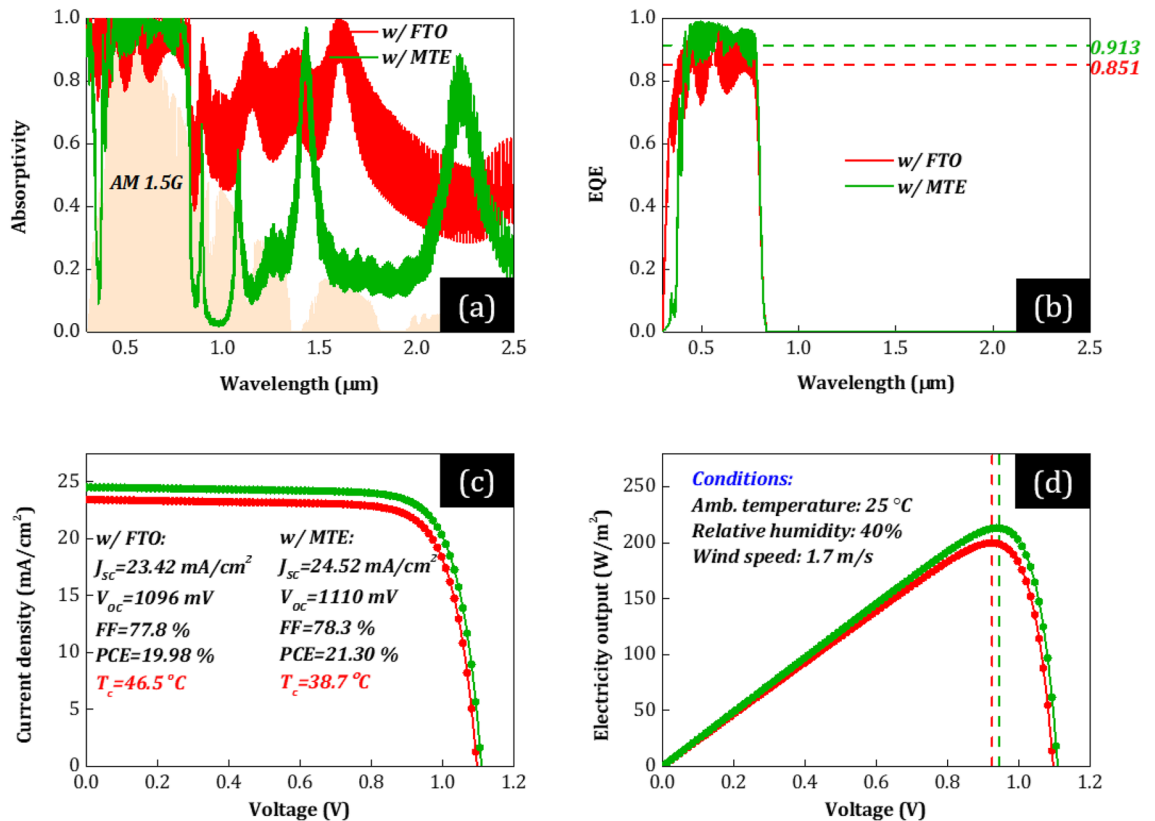 1.0
0.8
0.6
0.4
0.2
0.0
Absorptivity
w/ FTO
w/ MTE
AM 1.5G
(a)
0.5
1.0
1.5
2.0
2.5
Wavelength (μm)
1.0
0.8
0.6
0.4
0.2
0.0
EQE
0.913
0.851
w/ FTO
w/ MTE
(b)
0.5
1.0
1.5
2.0
2.5
Wavelength (μm)
25
20
15
10
5
0
Current density (mA/cm²)
(c)
w/ FTO:
J_SC=23.42 mA/cm²
V_OC=1096 mV
FF=77.8 %
PCE=19.98 %
T_c=46.5 °C
w/ MTE:
J_SC=24.52 mA/cm²
V_OC=1110 mV
FF=78.3 %
PCE=21.30 %
T_c=38.7 °C
0.0
0.2
0.4
0.6
0.8
1.0
1.2
Voltage (V)
250
200
150
100
50
0
Electricity output (W/m²)
Conditions:
Amb. temperature: 25 °C
Relative humidity: 40%
Wind speed: 1.7 m/s
(d)
0.0
0.2
0.4
0.6
0.8
1.0
1.2
Voltage (V)